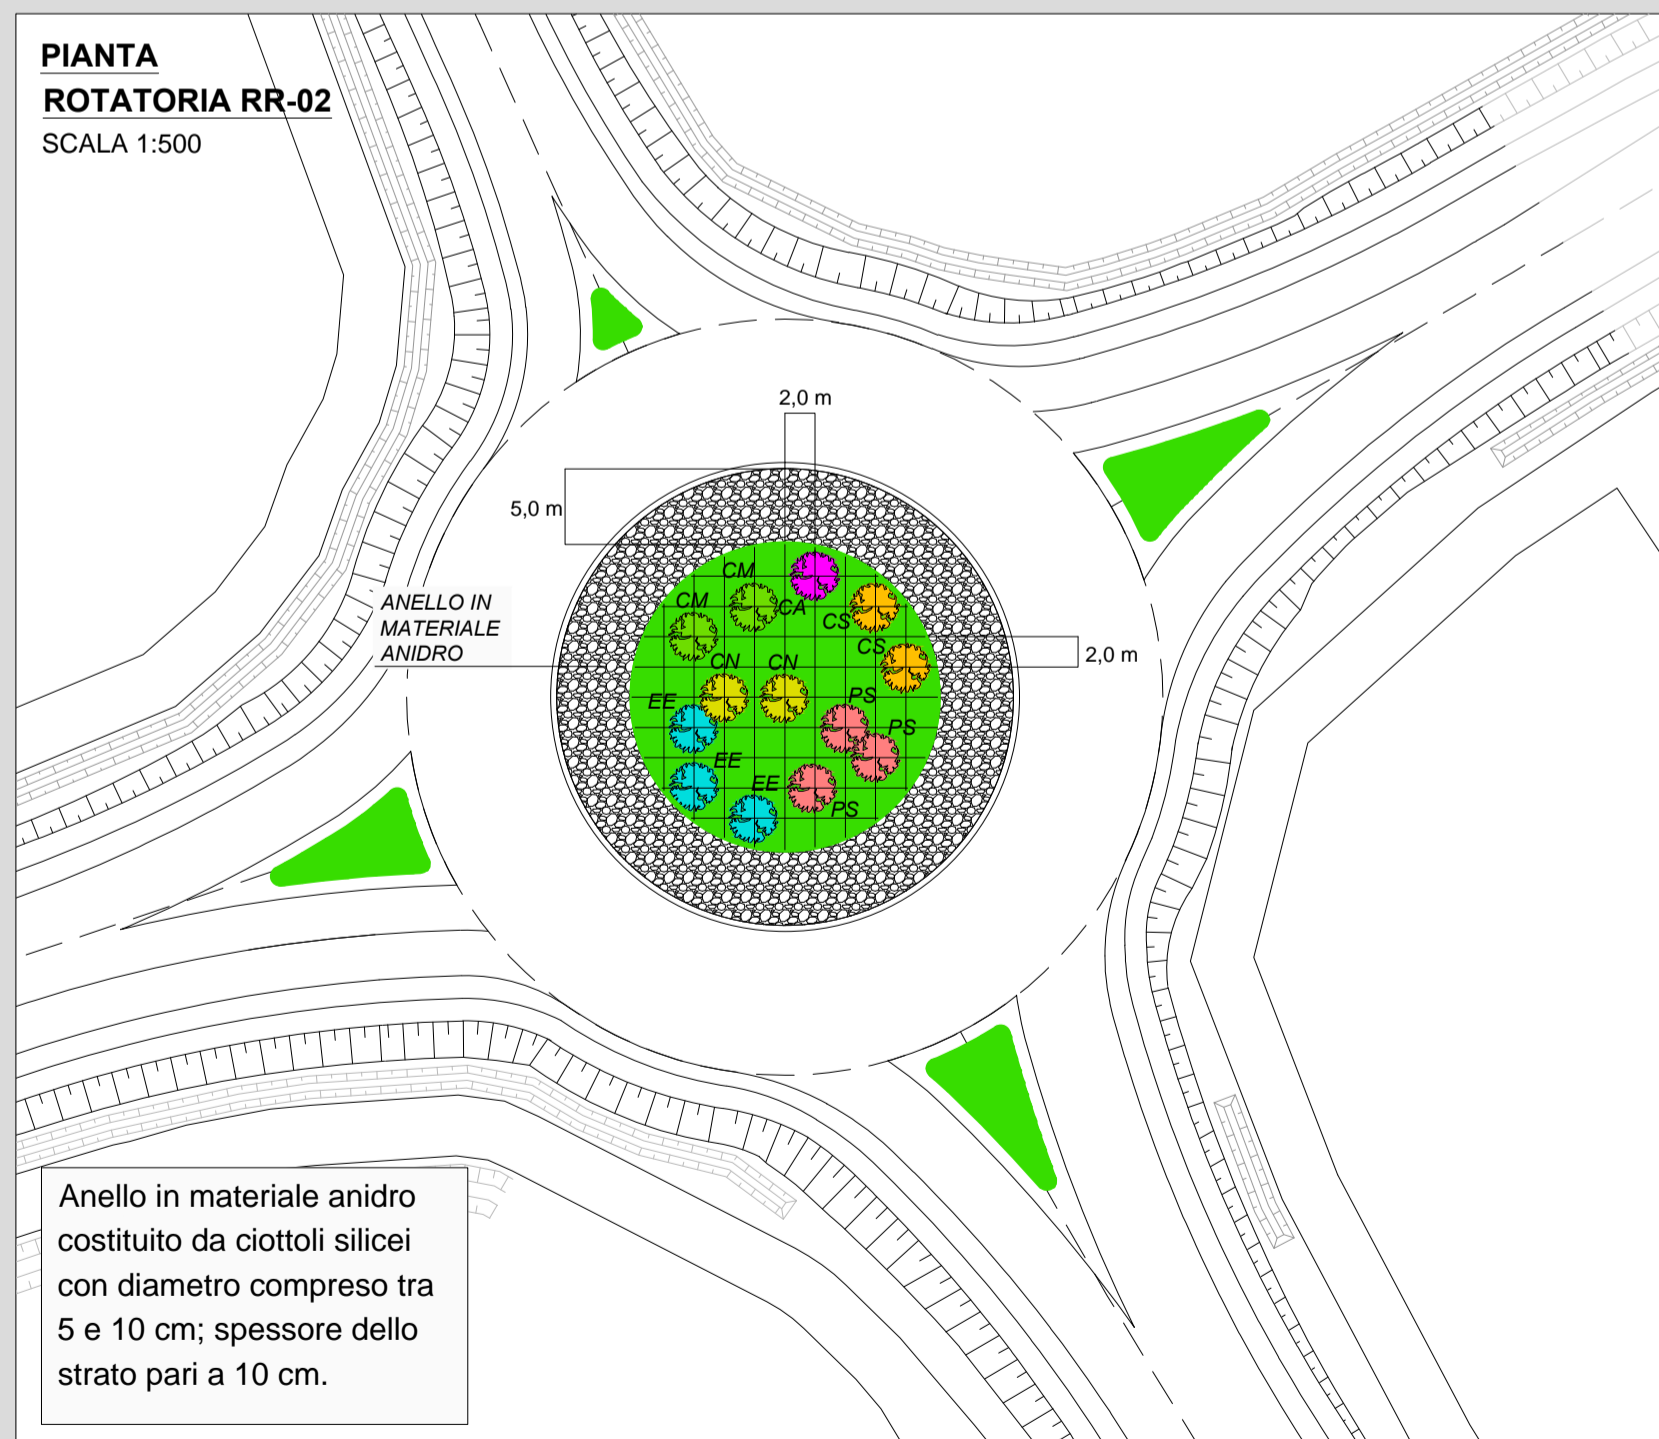 PIANTA
ROTATORIA RR-02
SCALA 1:500
2,0 m
5,0 m
CM
CA
CM
CS
ANELLO IN
MATERIALE
ANIDRO
CS
2,0 m
CN
CN
EE
PS
PS
EE
EE
PS
Anello in materiale anidro
costituito da ciottoli silicei
con diametro compreso tra
5 e 10 cm; spessore dello
strato pari a 10 cm.